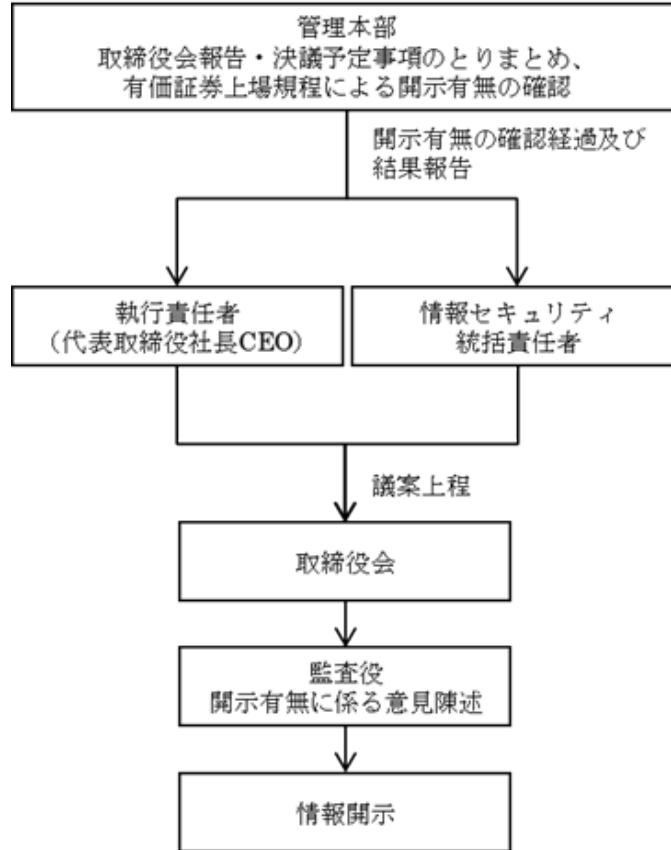 管理本部
取締役会報告・決議予定事項のとりまとめ、
有価証券上場規程による開示有無の確認
開示有無の確認経過及び
結果報告
執行責任者
（代表取締役社長CEO）
情報セキュリティ
統括責任者
議案上程
取締役会
監査役
開示有無に係る意見陳述
情報開示